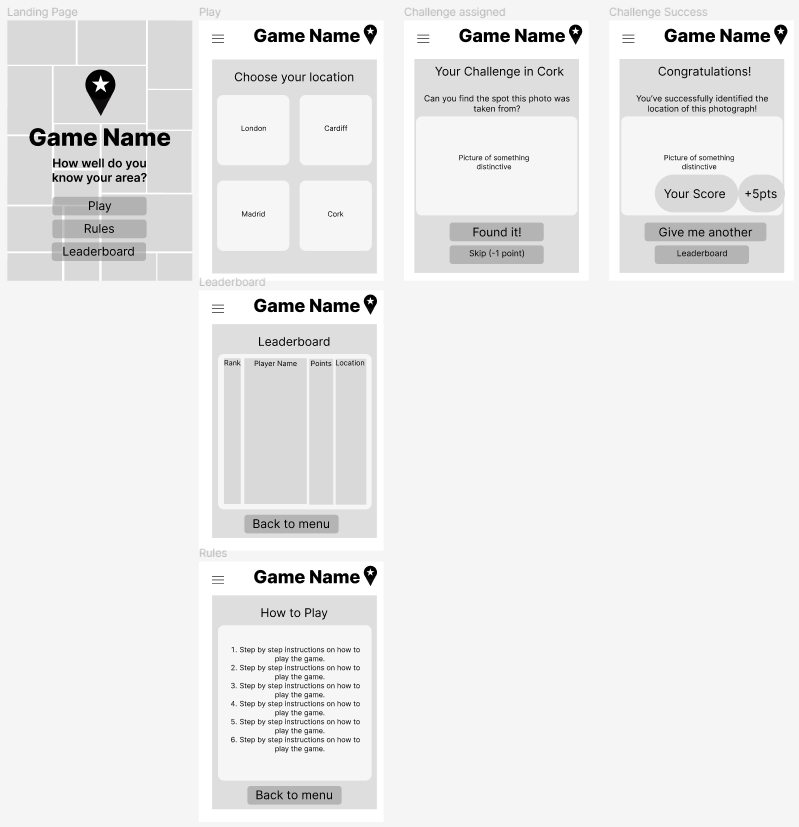 Landing Page
Game Name
How well do you
know your area?
Play
Rules
Leaderboard
Play
Game Name
Choose your location
London
Cardiff
Madrid
Cork
Challenge assigned
Game Name
Your Challenge in Cork
Can you find the spot this photo was
taken from?
Picture of something
distinctive
Found it!
Skip (-1 point)
Challenge Success
Game Name
Congratulations!
You've successfully identified the
location of this photograph!
Picture of something
distinctive
Your Score
+5pts
Give me another
Leaderboard
Leaderboard
Game Name
Leaderboard
Rank
Player Name
Points
Location
Back to menu
Rules
Game Name
How to Play
1. Step by step instructions on how to
play the game.
2. Step by step instructions on how to
play the game.
3. Step by step instructions on how to
play the game.
4. Step by step instructions on how to
play the game.
5. Step by step instructions on how to
play the game.
6. Step by step instructions on how to
play the game.
Back to menu